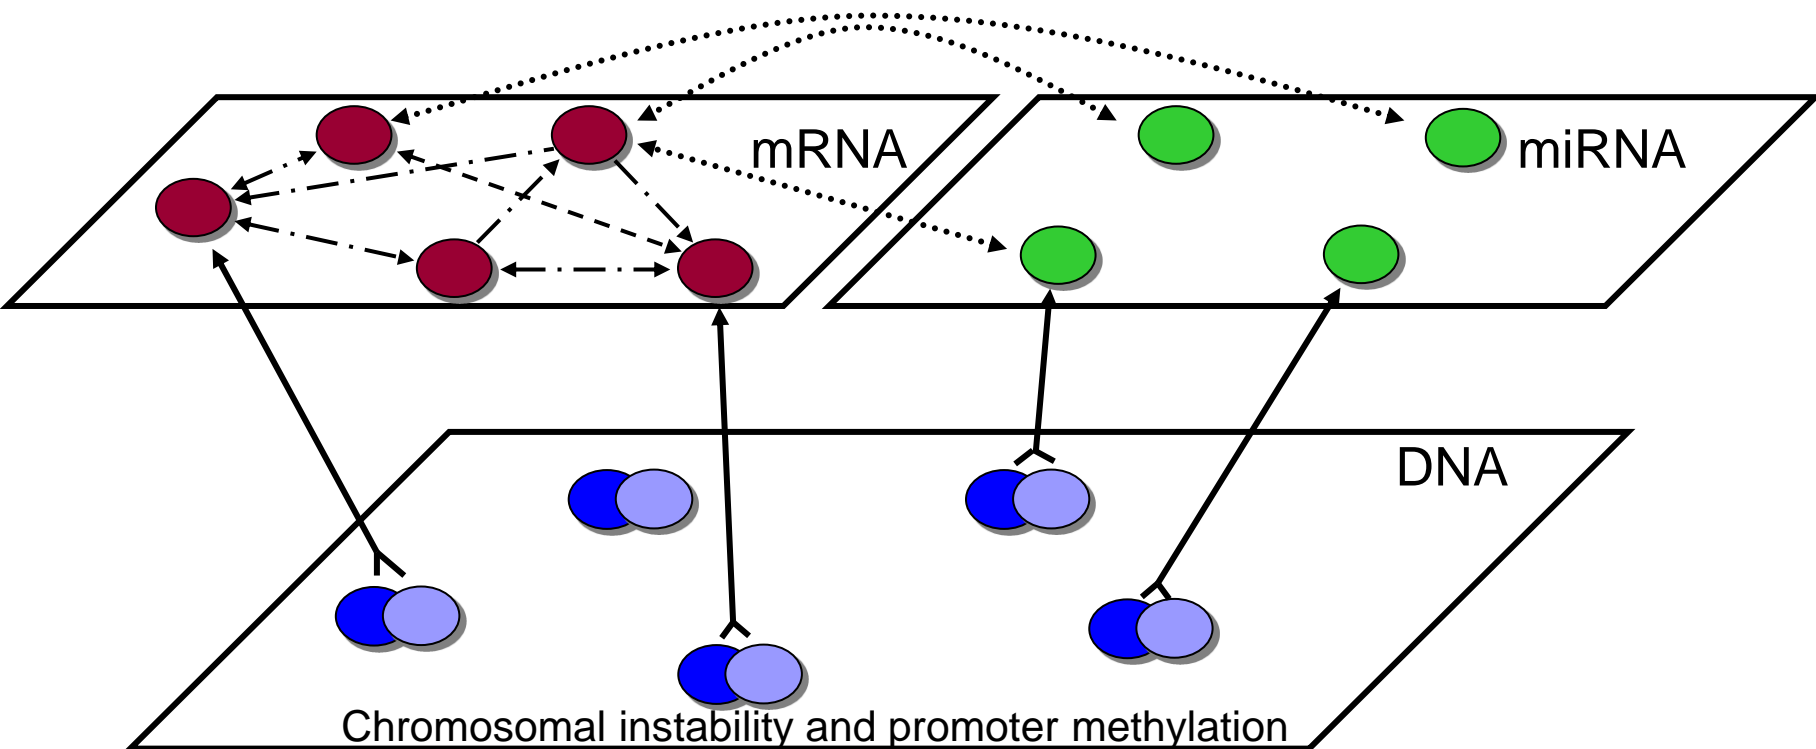 mRNA
miRNA
DNA
Chromosomal instability and promoter methylation